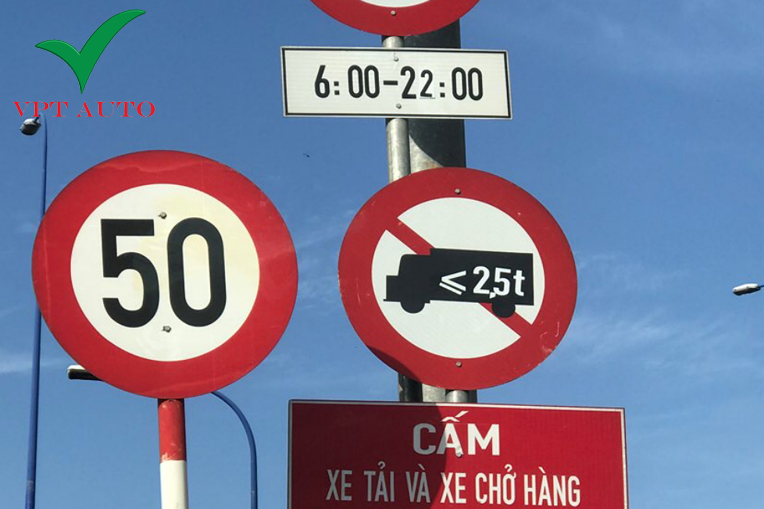 VPT AUTO
6:00-22:00
50
≤ 2,5t
CẤM
XE TẢI VÀ XE CHỞ HÀNG